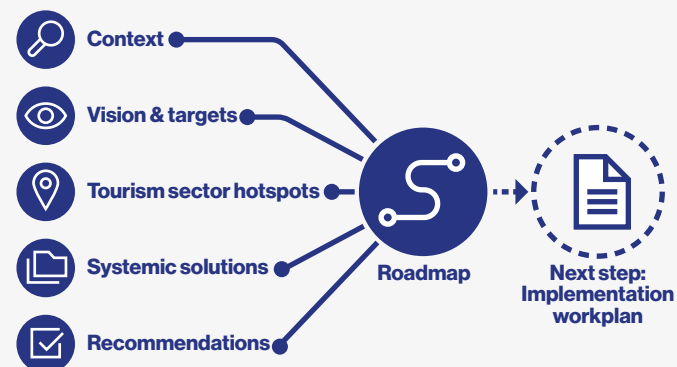 Context
Vision & targets
Tourism sector hotspots
Systemic solutions
Recommendations
Roadmap
Next step:
Implementation
workplan